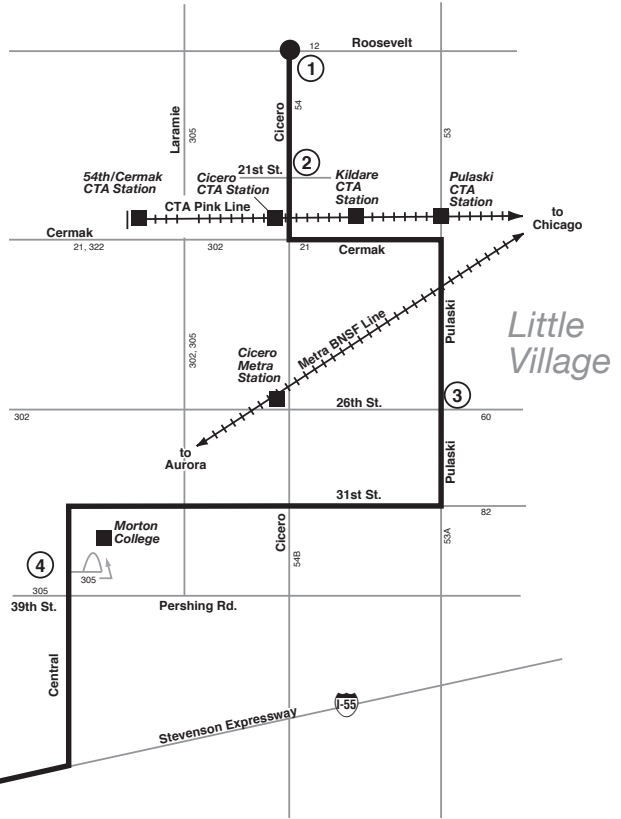 12
Roosevelt
1
Laramie
305
Cicero
54
53
2
21st St.
54th/Cermak
CTA Station
Cicero
CTA Station
Kildare
CTA
Station
Pulaski
CTA
Station
CTA Pink Line
to
Chicago
Cermak
21, 322
302
21
Cermak
Pulaski
Little
Village
302, 305
Metra BNSF Line
Cicero
Metra
Station
3
302
26th St.
60
to
Aurora
Pulaski
31st St.
82
Morton
College
Cicero
54B
53A
4
305
305
39th St.
Pershing Rd.
Central
I-55
Stevenson Expressway